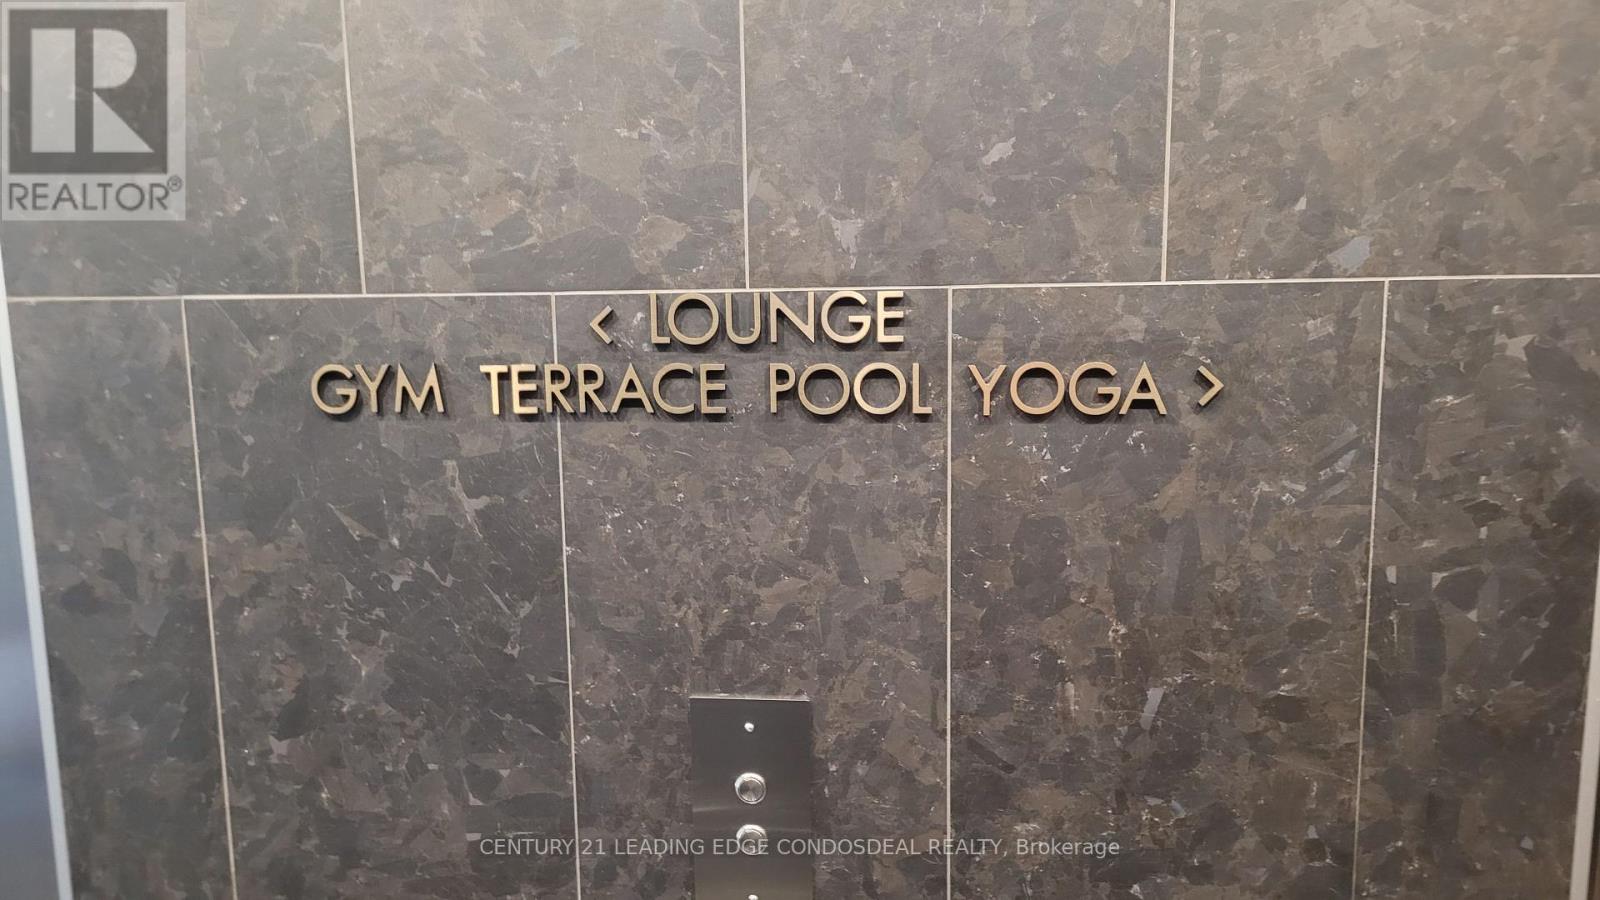 REALTOR®
< LOUNGE
GYM TERRACE POOL YOGA >
CENTURY 21 LEADING EDGE CONDOSDEAL REALTY, Brokerage